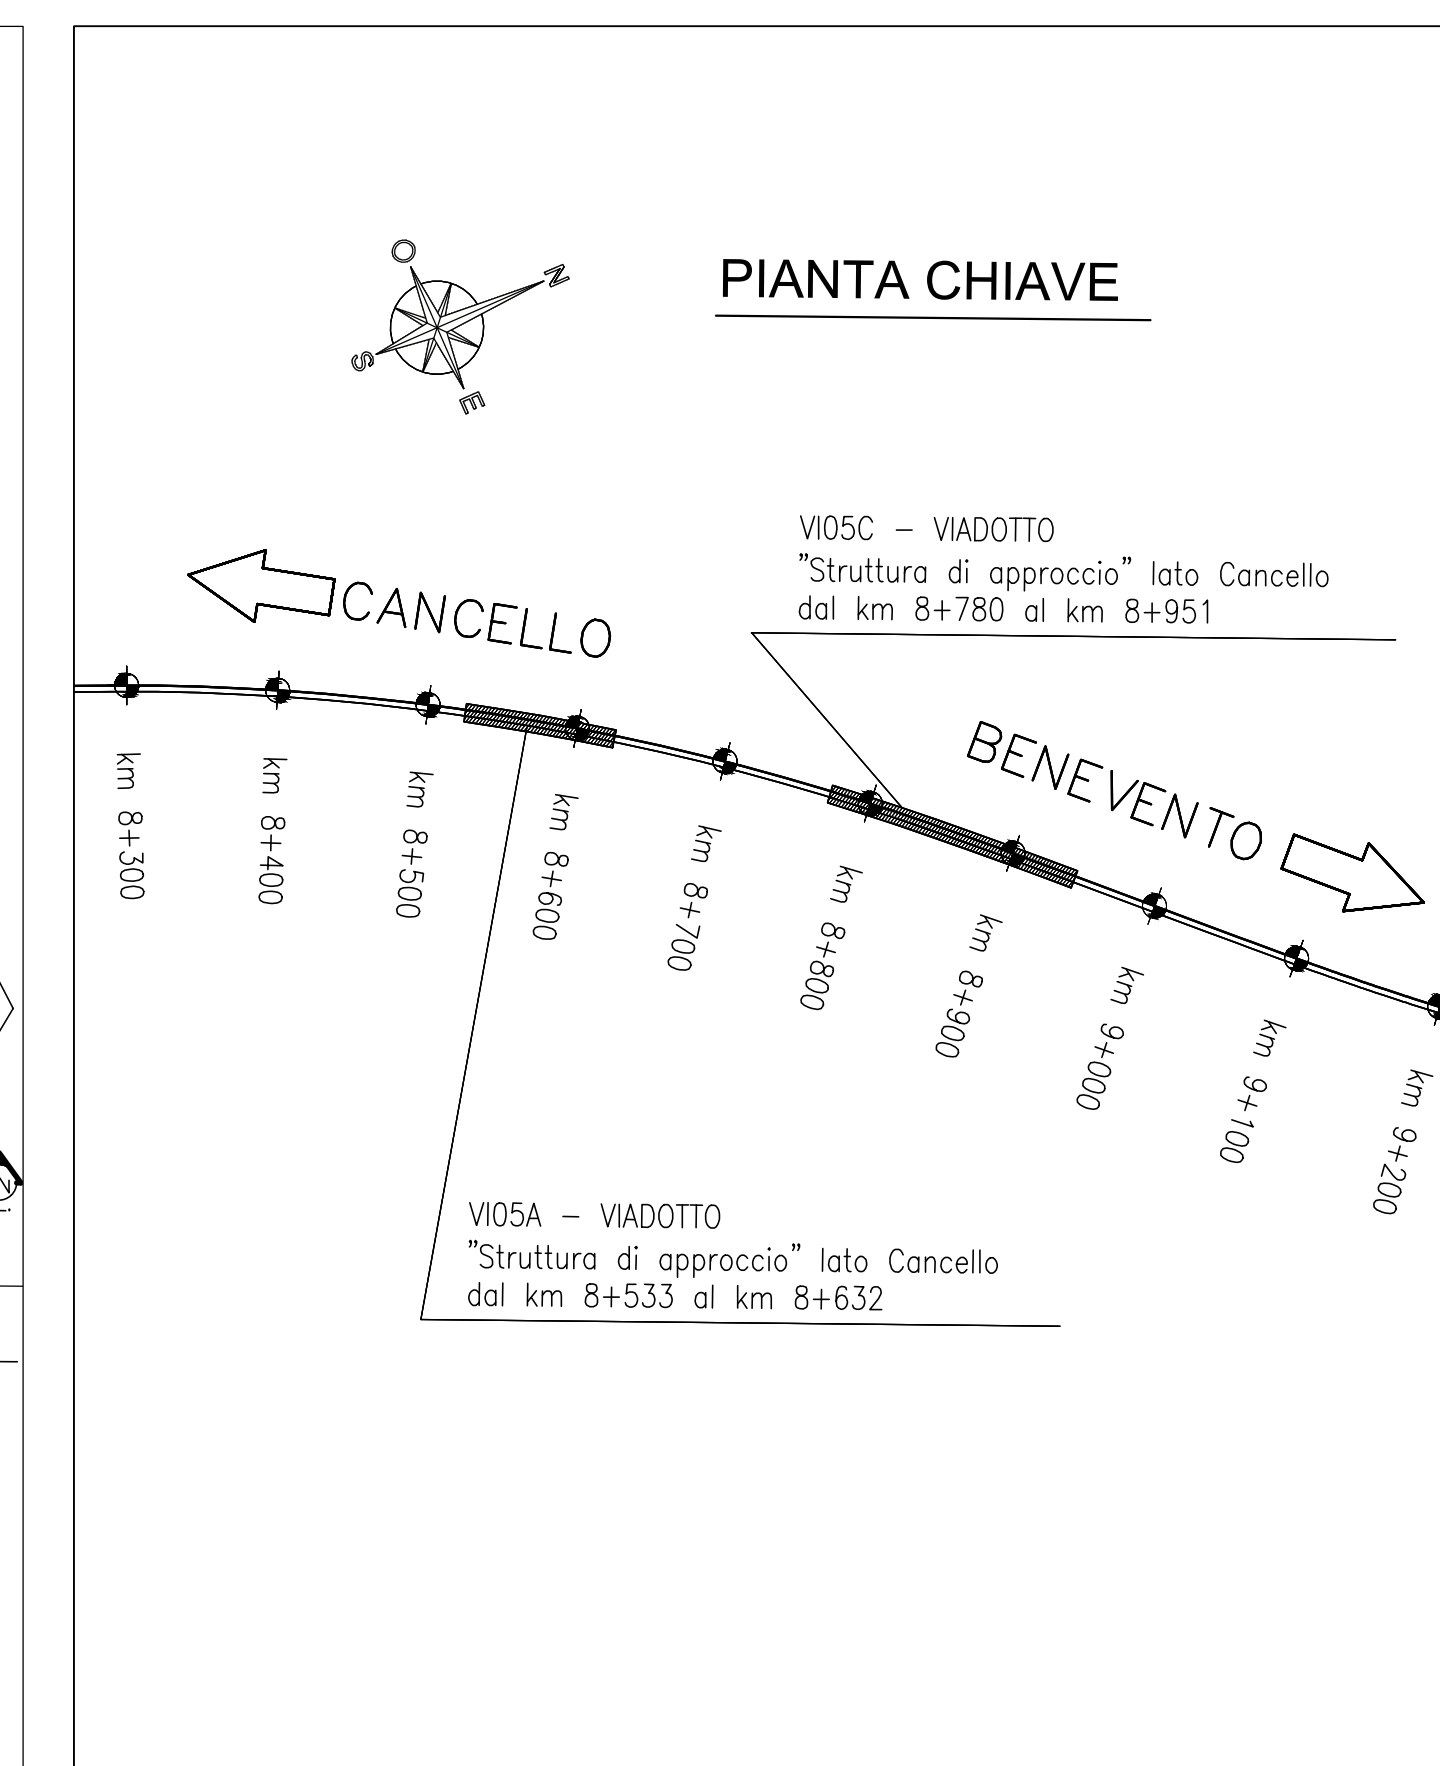 PIANTA CHIAVE
O
N
S
E
VI05C – VIADOTTO
"Struttura di approccio" lato Cancello
dal km 8+780 al km 8+951
CANCELLO
BENEVENTO
km 8+300
km 8+400
km 8+500
km 8+600
km 8+700
km 8+800
km 8+900
km 9+000
km 9+100
km 9+200
VI05A – VIADOTTO
"Struttura di approccio" lato Cancello
dal km 8+533 al km 8+632